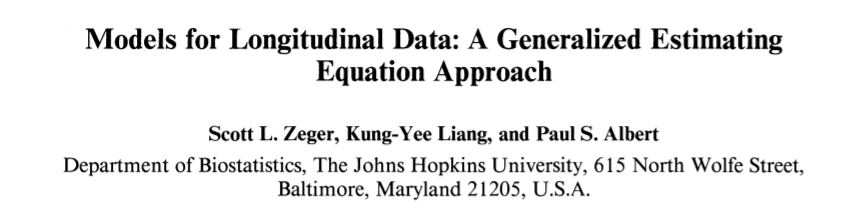 Models for Longitudinal Data: A Generalized Estimating
Equation Approach
Scott L. Zeger, Kung-Yee Liang, and Paul S. Albert
Department of Biostatistics, The Johns Hopkins University, 615 North Wolfe Street,
Baltimore, Maryland 21205, U.S.A.